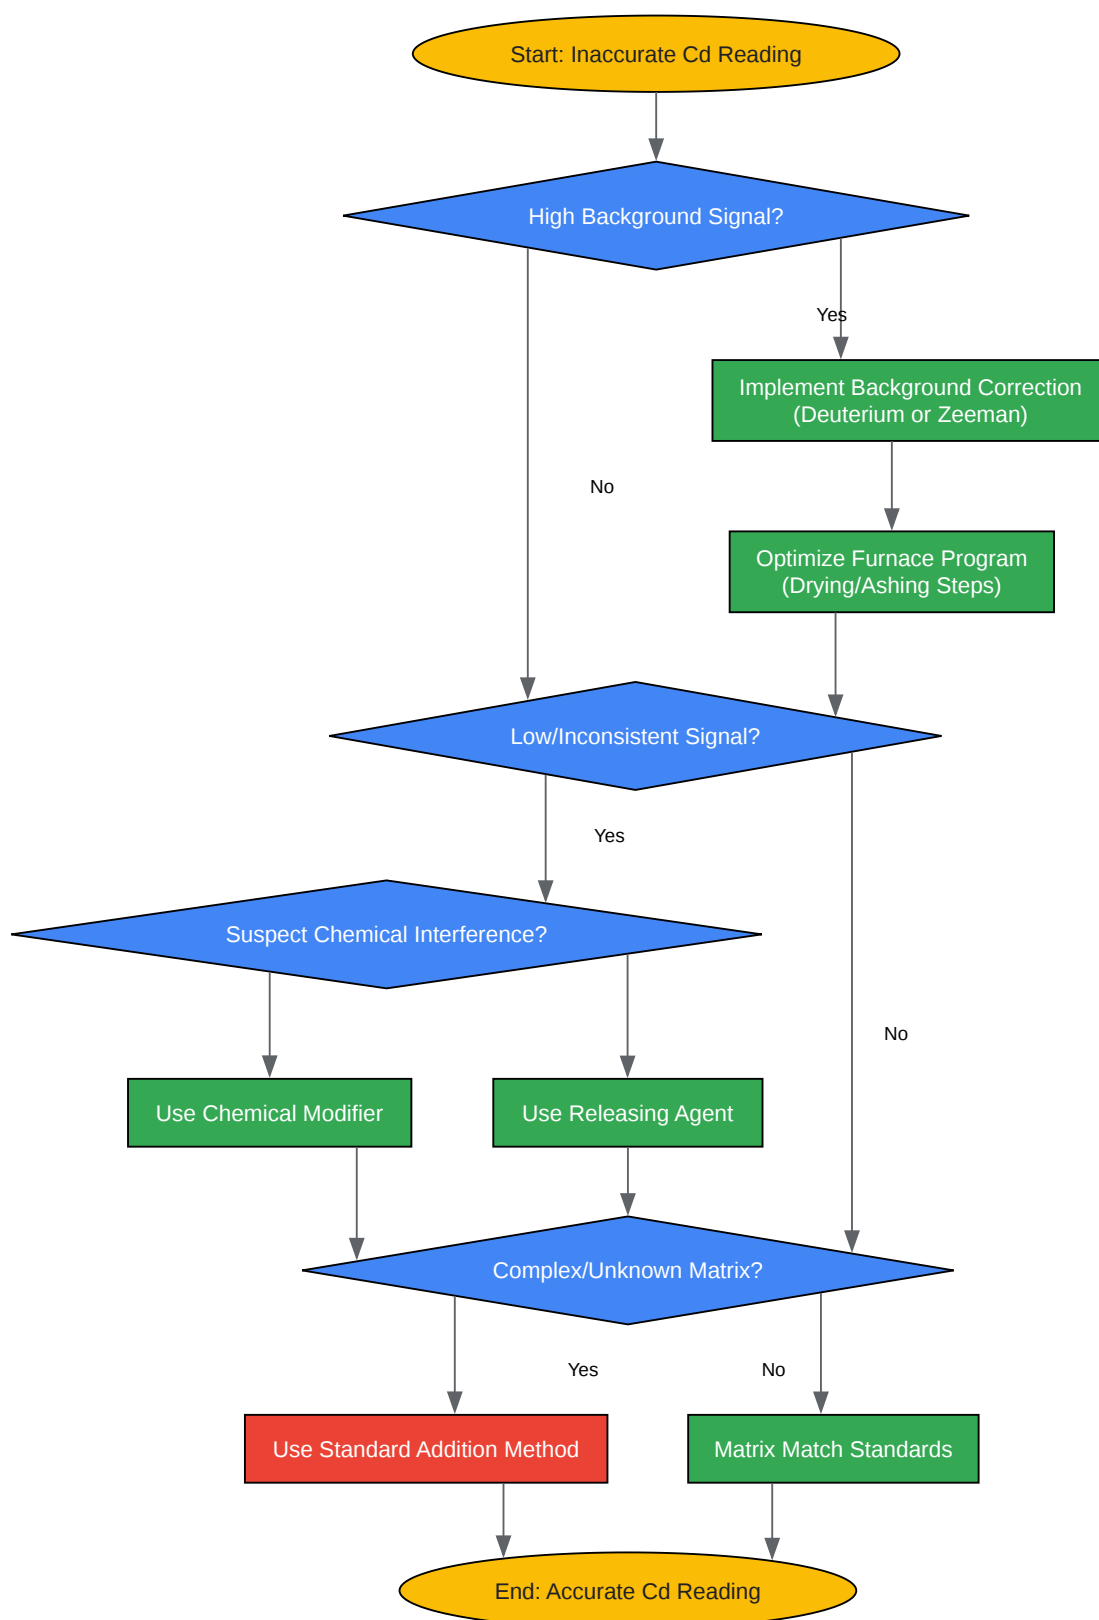 Start: Inaccurate Cd Reading
High Background Signal?
Yes
Implement Background Correction
(Deuterium or Zeeman)
No
Optimize Furnace Program
(Drying/Ashing Steps)
Low/Inconsistent Signal?
Yes
Suspect Chemical Interference?
No
Use Chemical Modifier
Use Releasing Agent
Complex/Unknown Matrix?
Yes
No
Use Standard Addition Method
Matrix Match Standards
End: Accurate Cd Reading